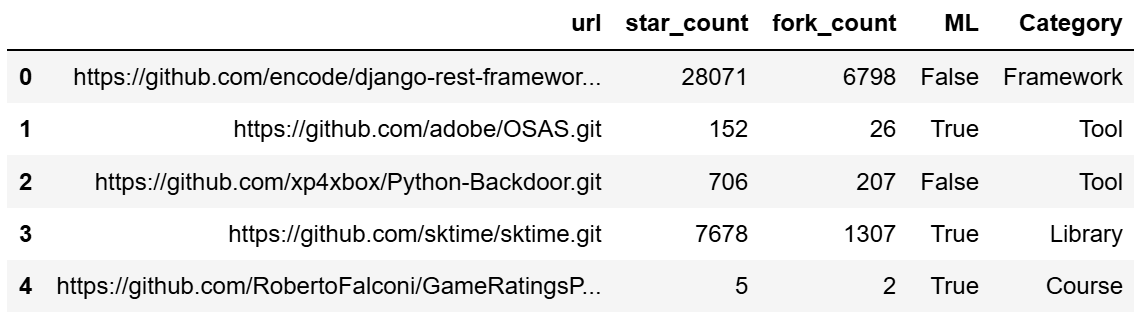 url star_count fork_count ML Category
0 https://github.com/encode/django-rest-framewor... 28071 6798 False Framework
1 https://github.com/adobe/OSAS.git 152 26 True Tool
2 https://github.com/xp4xbox/Python-Backdoor.git 706 207 False Tool
3 https://github.com/sktime/sktime.git 7678 1307 True Library
4 https://github.com/RobertoFalconi/GameRatingsP... 5 2 True Course